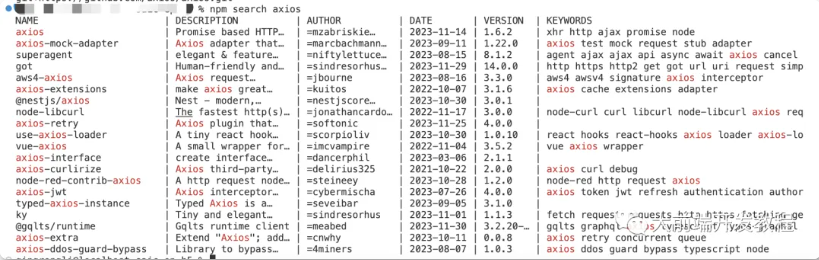 % npm search axios
NAME | DESCRIPTION | AUTHOR | DATE | VERSION | KEYWORDS
axios | Promise based HTTP… | =mzabriskie… | 2023-11-14 | 1.6.2 | xhr http ajax promise node
axios-mock-adapter | Axios adapter that… | =marcbachmann… | 2023-09-11 | 1.22.0 | axios test mock request stub adapter
superagent | elegant & feature… | =niftylettuce… | 2023-08-15 | 8.1.2 | agent ajax ajax api async await axios cancel
got | Human-friendly and… | =sindresorhus… | 2023-11-29 | 14.0.0 | http https http2 get got url uri request simp
aws4-axios | Axios request… | =jbourne | 2023-08-16 | 3.3.0 | aws4 awsv4 signature axios interceptor
axios-extensions | make axios great… | =kuitos | 2022-10-07 | 3.1.6 | axios cache extensions adapter
@nestjs/axios | Nest - modern,… | =nestjscore… | 2023-10-30 | 3.0.1 |
node-libcurl | The fastest http(s)… | =jonathancardo… | 2022-11-17 | 3.0.0 | node-curl curl libcurl node-libcurl axios req
axios-retry | Axios plugin that… | =softonic | 2023-11-25 | 4.0.0 |
use-axios-loader | A tiny react hook… | =scorpioliv | 2023-10-30 | 1.0.10 | react hooks react-hooks axios loader axios-lo
vue-axios | A small wrapper for… | =imcvampire | 2022-11-04 | 3.5.2 | vue axios wrapper
axios-interface | create interface… | =dancerphil | 2023-03-06 | 2.1.1 |
axios-curlirize | Axios third-party… | =delirius325 | 2021-10-22 | 2.0.0 | axios curl debug
node-red-contrib-axios | A http request node… | =steineey | 2023-10-28 | 1.2.0 | node-red http request axios
axios-jwt | Axios interceptor… | =cybermischa | 2023-07-26 | 4.0.0 | axios token jwt refresh authentication author
typed-axios-instance | Typed Axios is a… | =seveibar | 2023-09-05 | 3.1.0 |
ky | Tiny and elegant… | =sindresorhus | 2023-11-01 | 1.1.3 | fetch request requests http https fetching ge
@gqlts/runtime | Gqlts runtime client | =meabed | 2023-11-30 | 3.2.20-… | gqlts graphql
axios-extra | Extend "Axios"; add… | =cnwhy | 2023-10-11 | 0.0.8 | axios retry concurrent queue
axios-ddos-guard-bypass | Library to bypass… | =4miners | 2023-08-07 | 1.0.3 | axios ddos guard bypass typescript node
大前端开发教程